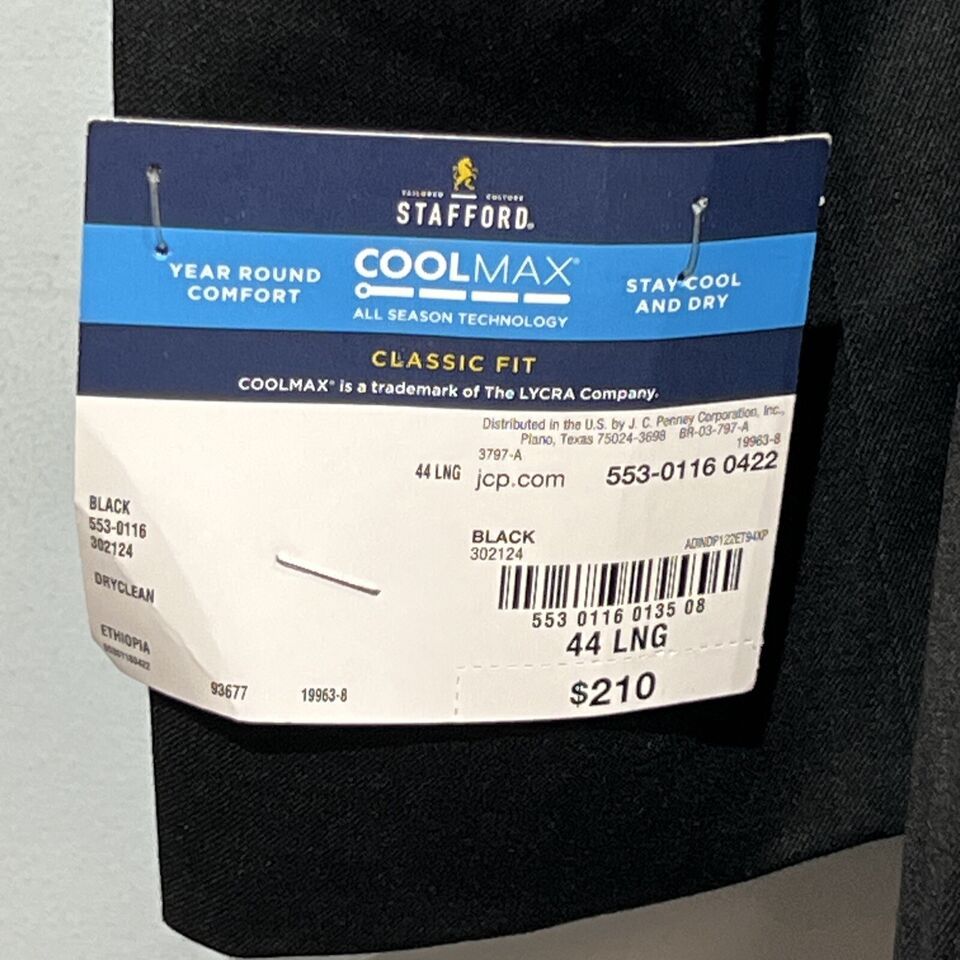 TAILORED CULTURE
STAFFORD®
YEAR ROUND
COMFORT
COOLMAX®
ALL SEASON TECHNOLOGY
STAY COOL
AND DRY
CLASSIC FIT
COOLMAX® is a trademark of The LYCRA Company.
Distributed in the U.S. by J. C. Penney Corporation, Inc.,
Plano, Texas 75024-3698 BR-03-797-A
3797-A 19963-8
44 LNG jcp.com 553-0116 0422
BLACK
553-0116
302124
DRYCLEAN
ETHIOPIA
93677 19963-8
BLACK
302124
ADINDP122ET94XP
553 0116 0135 08
44 LNG
$210